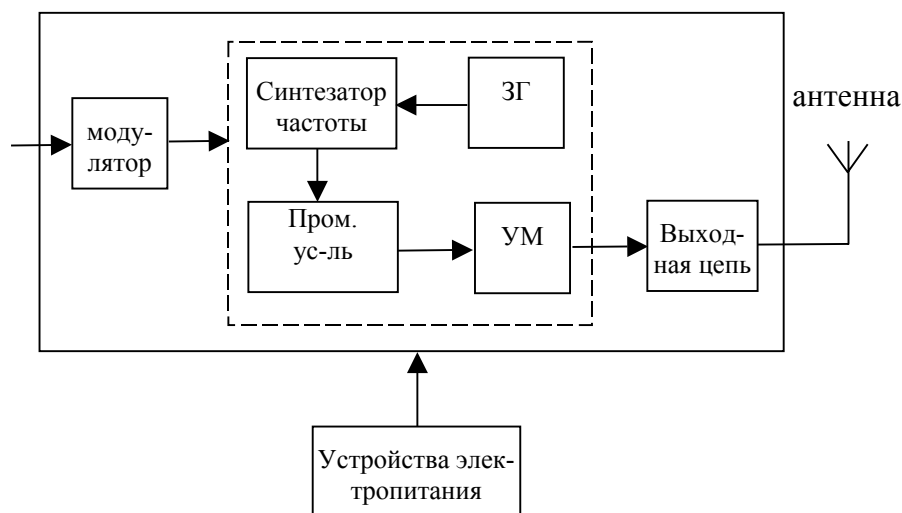 Синтезатор
частоты
ЗГ
антенна
моду-
лятор
Пром.
ус-ль
УМ
Выход-
ная цепь
Устройства элек-
тропитания